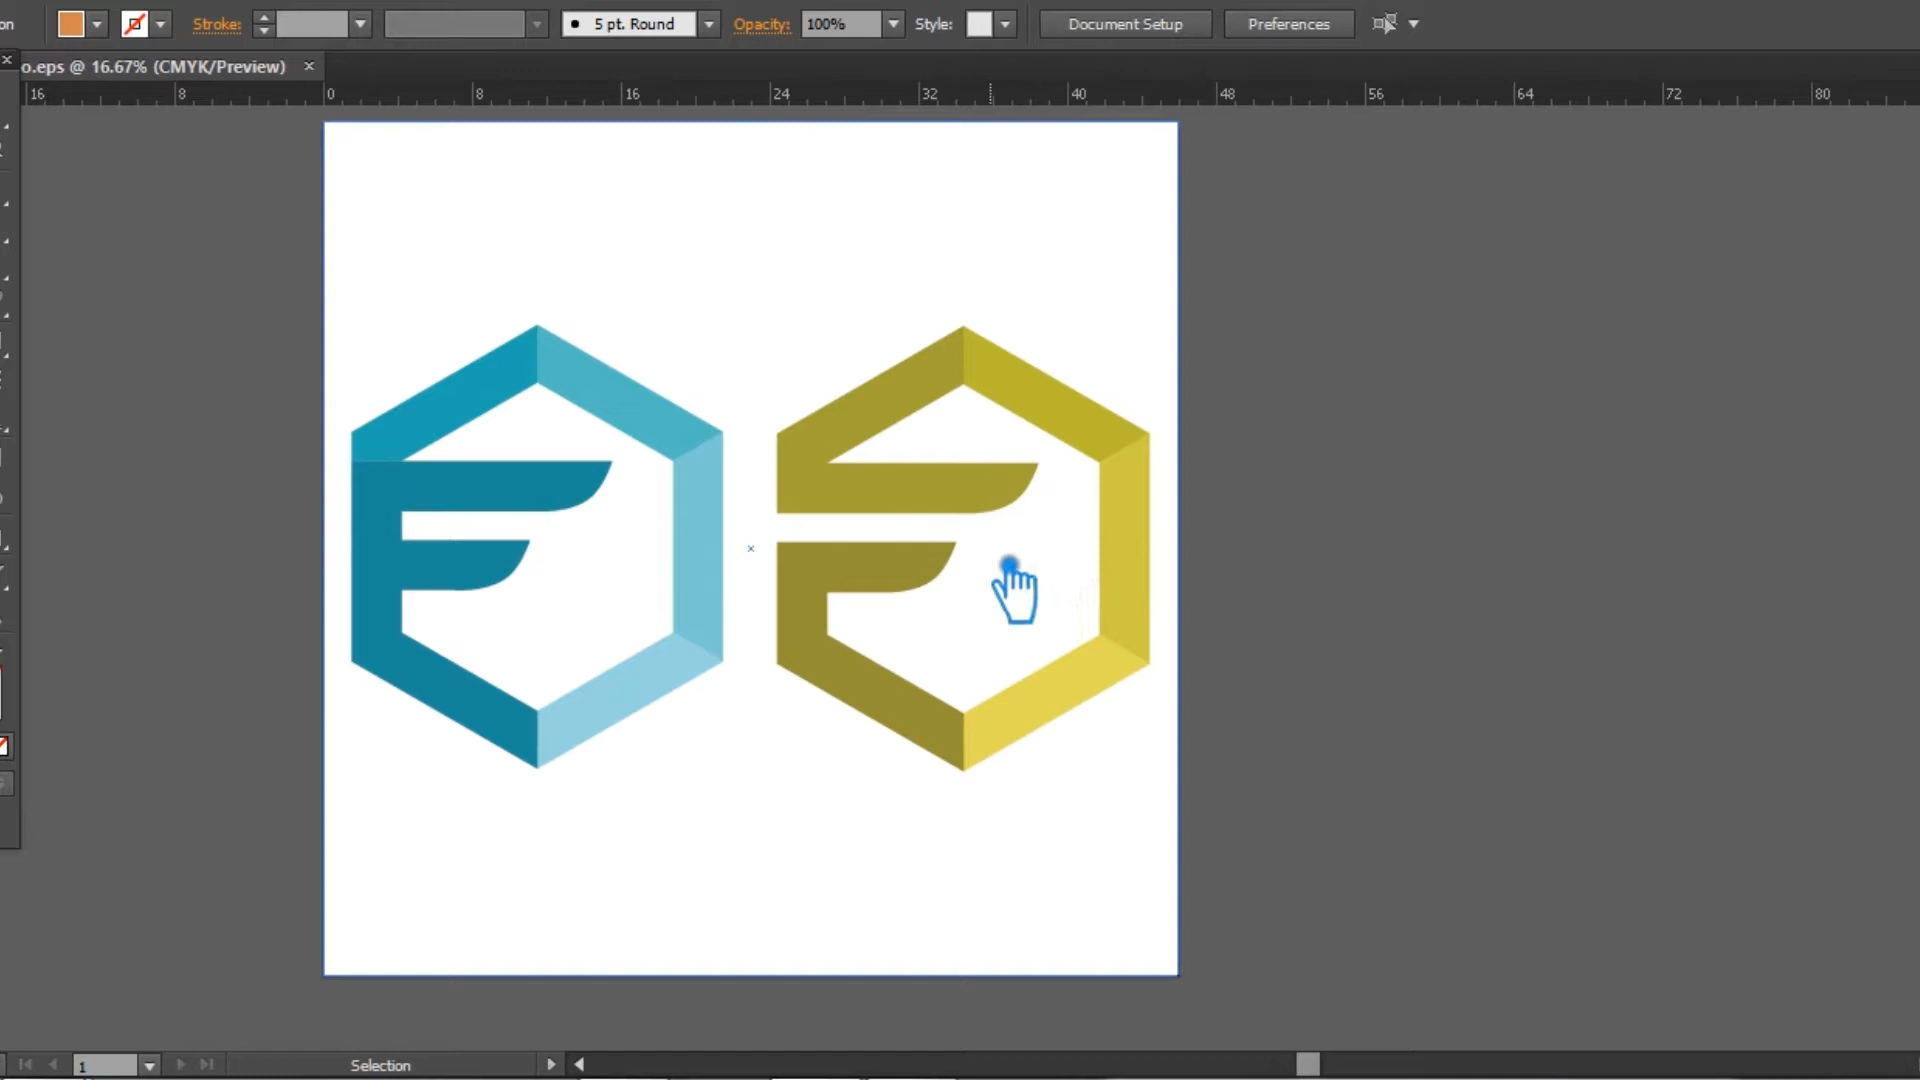 on Stroke: 5 pt. Round Opacity: 100% Style: Document Setup Preferences
o.eps @ 16.67% (CMYK/Preview)
16 8 0 8 16 24 32 40 48 56 64 72 80
1 Selection